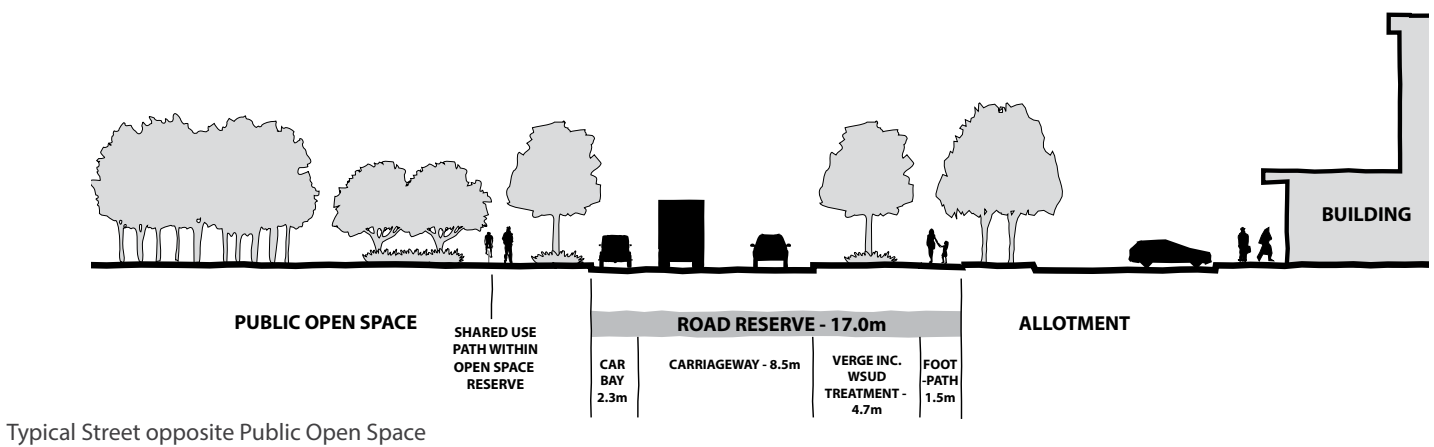 BUILDING
PUBLIC OPEN SPACE
SHARED USE
PATH WITHIN
OPEN SPACE
RESERVE
ROAD RESERVE - 17.0m
ALLOTMENT
CAR
BAY
2.3m
CARRIAGEWAY - 8.5m
VERGE INC.
WSUD
TREATMENT -
4.7m
FOOT
-PATH
1.5m
Typical Street opposite Public Open Space